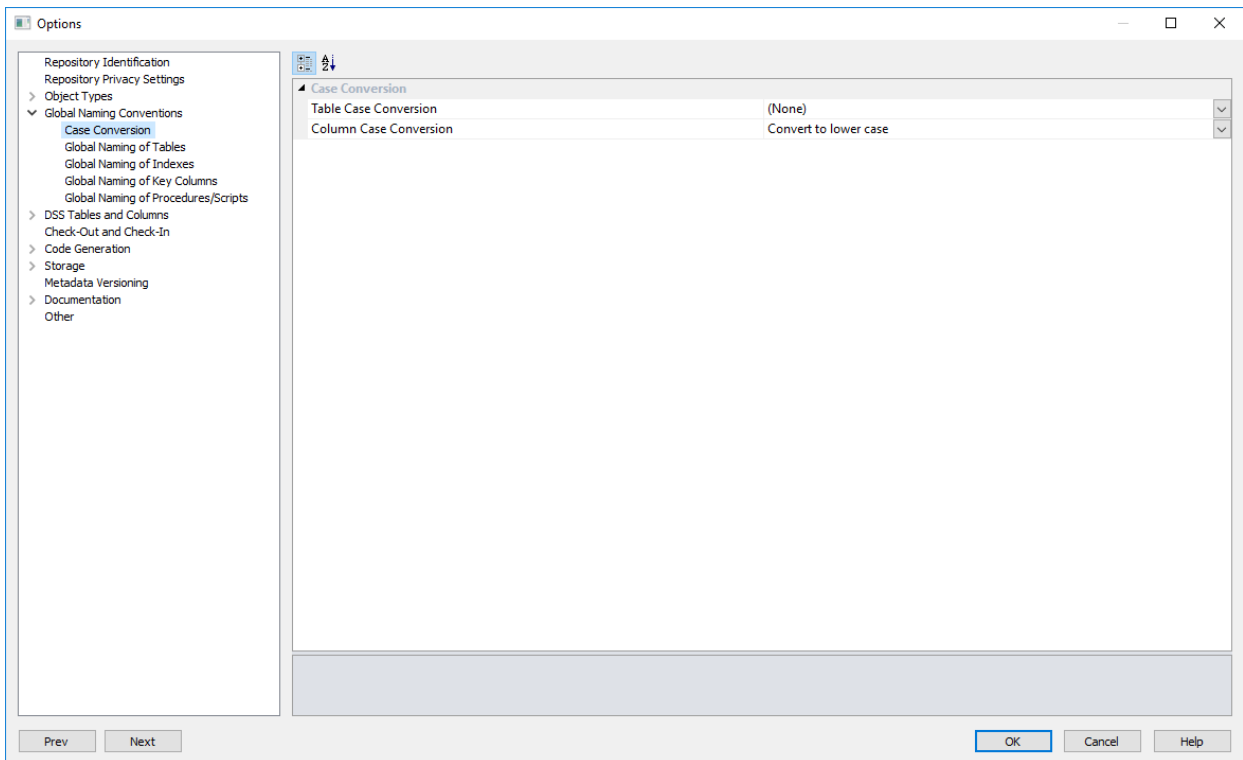 Options
Repository Identification
Repository Privacy Settings
Object Types
Global Naming Conventions
Case Conversion
Global Naming of Tables
Global Naming of Indexes
Global Naming of Key Columns
Global Naming of Procedures/Scripts
DSS Tables and Columns
Check-Out and Check-In
Code Generation
Storage
Metadata Versioning
Documentation
Other
Case Conversion
Table Case Conversion (None)
Column Case Conversion Convert to lower case
Prev Next OK Cancel Help